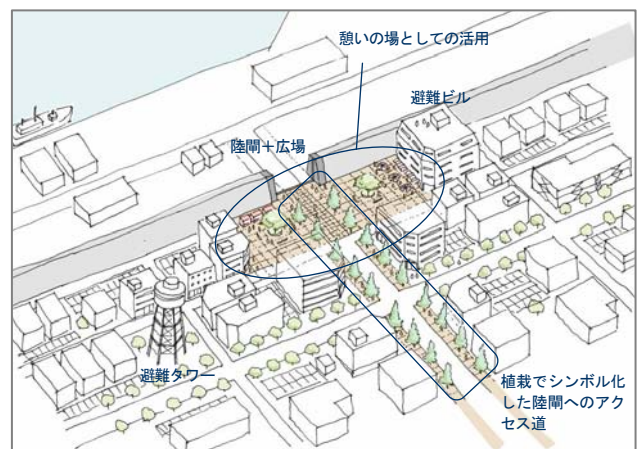 憩いの場としての活用
避難ビル
陸閘＋広場
避難タワー
植栽でシンボル化
した陸閘へのアク
セス道